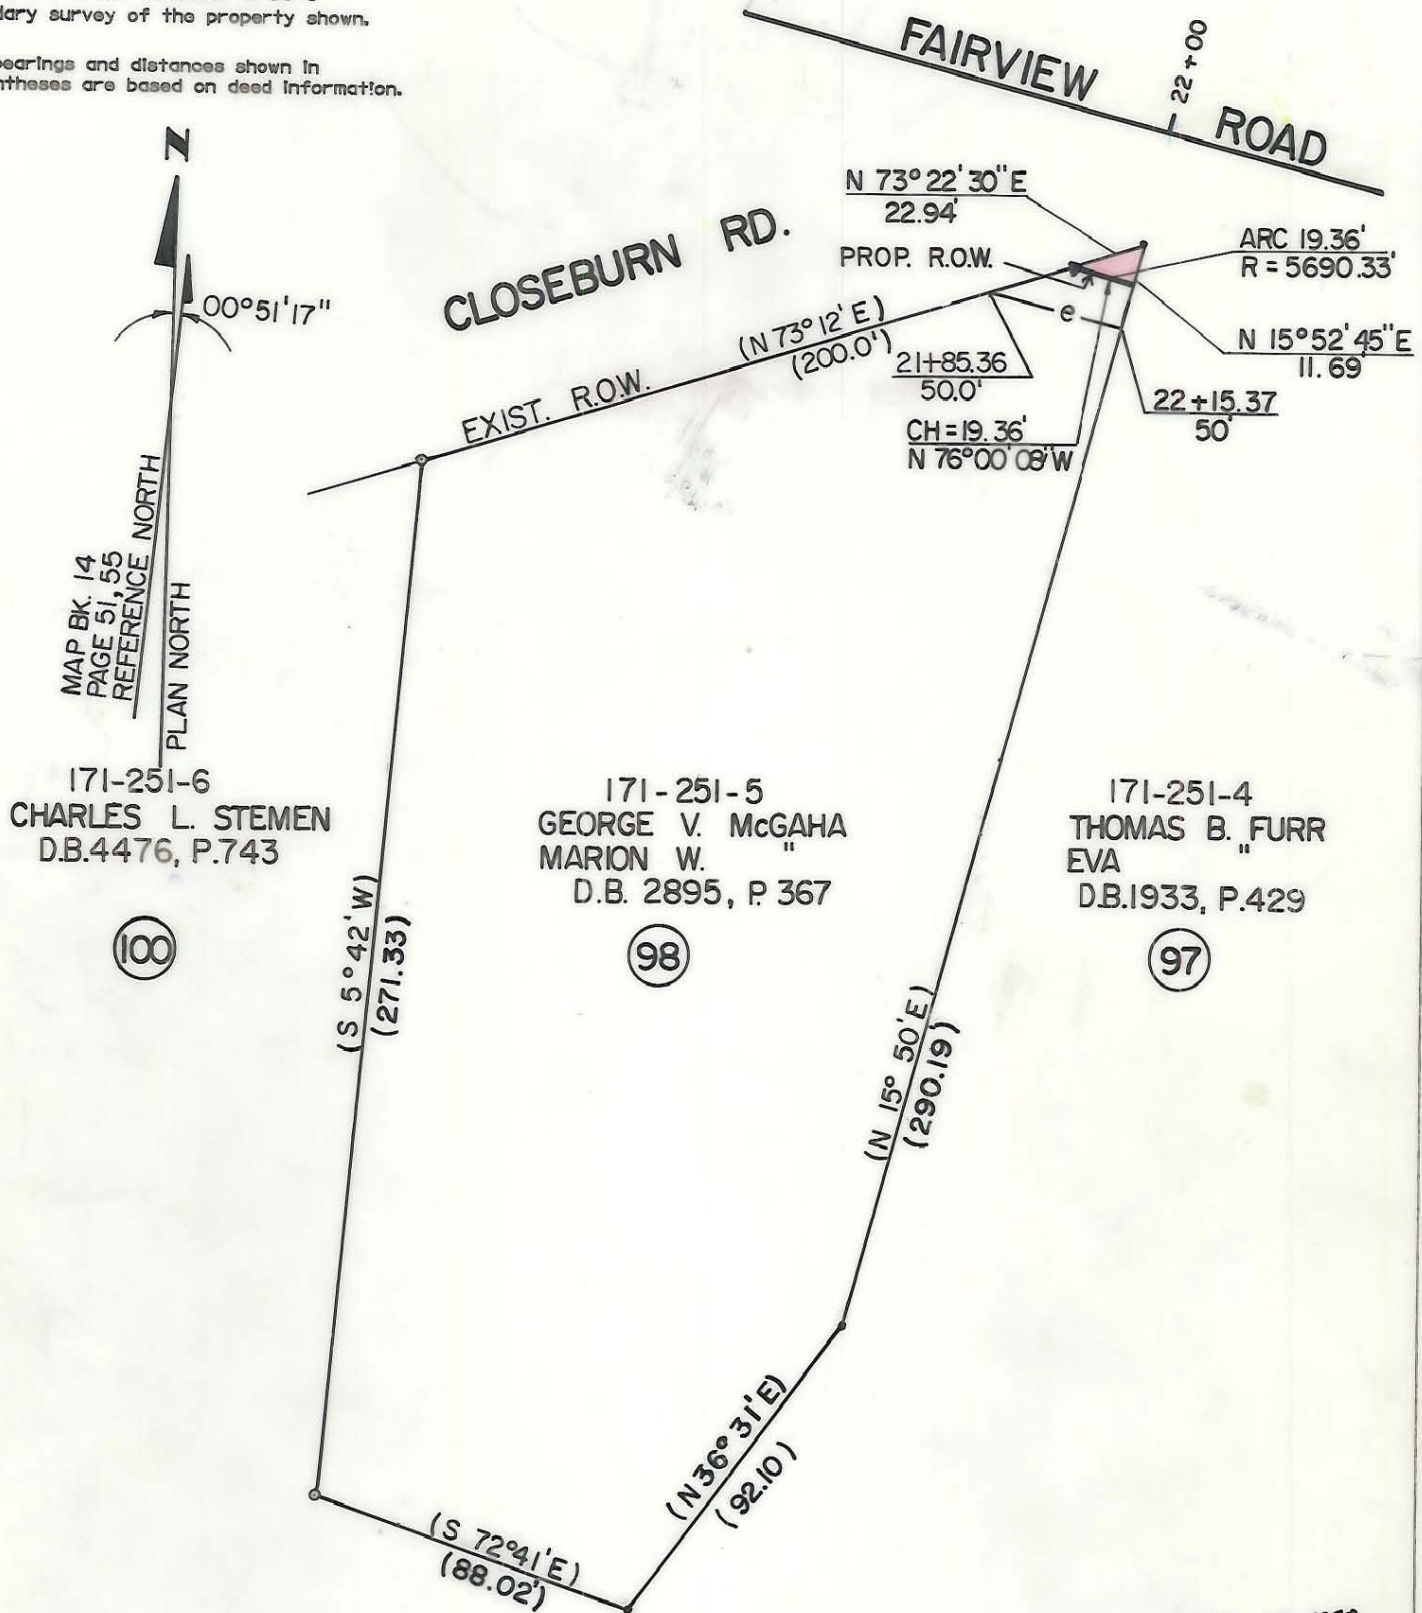 dary survey of the property shown.
bearings and distances shown in
ntheses are based on deed information.
FAIRVIEW ROAD
22+00
N
00°51'17"
CLOSEBURN RD.
N 73°22'30"E
22.94'
PROP. R.O.W.
ARC 19.36'
R = 5690.33'
e
(N 73°12'E)
(200.0')
N 15°52'45"E
11.69'
21+85.36
50.0'
22+15.37
50'
EXIST. R.O.W.
CH=19.36'
N 76°00'08"W
MAP BK. 14
PAGE 51, 55
REFERENCE NORTH
PLAN NORTH
171-251-6
CHARLES L. STEMEN
D.B.4476, P.743
100
171-251-5
GEORGE V. McGAHA
MARION W. "
D.B. 2895, P. 367
98
171-251-4
THOMAS B. FURR
EVA "
D.B.1933, P.429
97
(S 5°42'W)
(271.33)
(N 15° 50'E)
(290.19')
(N 36° 31'E)
(92.10)
(S 72°41'E)
(88.02')